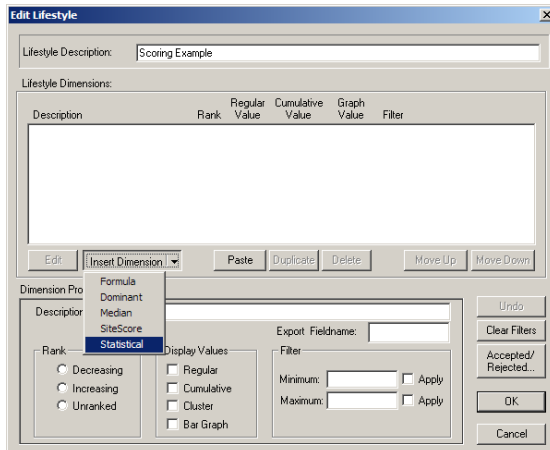 Edit Lifestyle
Lifestyle Description: Scoring Example
Lifestyle Dimensions:
Regular Cumulative Graph
Description Rank Value Value Value Filter
Edit Insert Dimension Paste Duplicate Delete Move Up Move Down
Formula
Dominant
Median
SiteScore
Statistical
Dimension Pro
Description
Undo
Export Fieldname:
Clear Filters
Rank Display Values Filter
Accepted/
Rejected...
Decreasing Regular
Minimum: Apply
Increasing Cumulative
Maximum: Apply
Unranked Cluster
OK
Bar Graph
Cancel